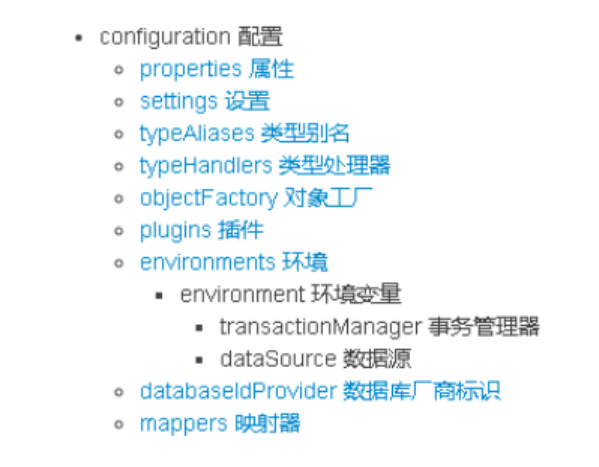 configuration 配置
properties 属性
settings 设置
typeAliases 类型别名
typeHandlers 类型处理器
objectFactory 对象工厂
plugins 插件
environments 环境
environment 环境变量
transactionManager 事务管理器
dataSource 数据源
databaseIdProvider 数据库厂商标识
mappers 映射器